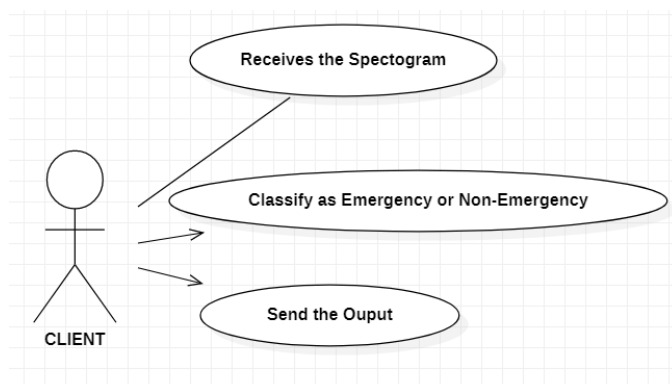 Receives the Spectogram
Classify as Emergency or Non-Emergency
Send the Ouput
CLIENT